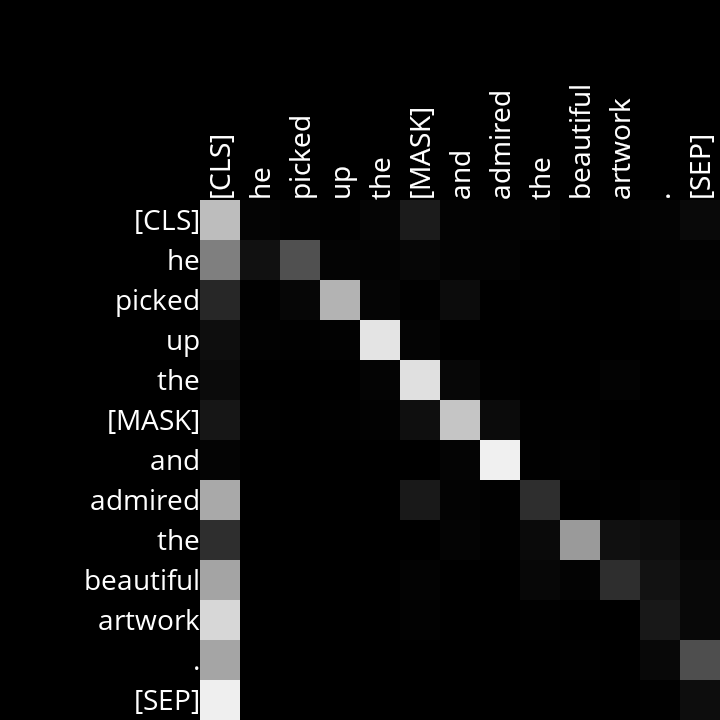 [CLS] he picked up the [MASK] and admired the beautiful artwork . [SEP]
[CLS]
he
picked
up
the
[MASK]
and
admired
the
beautiful
artwork
.
[SEP]